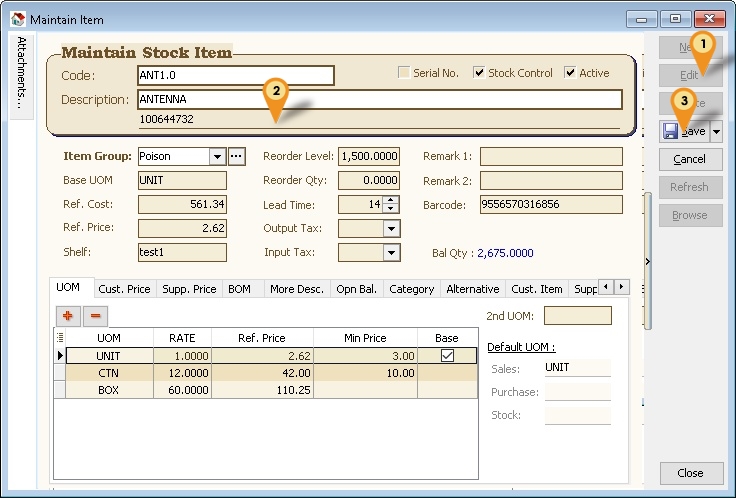 Maintain Item
Attachments...
Maintain Stock Item
Code: ANT1.0 Serial No. Stock Control Active
Description: ANTENNA
100644732
Item Group: Poison Reorder Level: 1,500.0000 Remark 1:
Base UOM UNIT Reorder Qty: 0.0000 Remark 2:
Ref. Cost: 561.34 Lead Time: 14 Barcode: 9556570316856
Ref. Price: 2.62 Output Tax:
Shelf: test1 Input Tax: Bal Qty : 2,675.0000
UOM Cust. Price Supp. Price BOM More Desc. Opn Bal. Category Alternative Cust. Item Supp
2nd UOM:
UOM RATE Ref. Price Min Price Base
UNIT 1.0000 2.62 3.00
CTN 12.0000 42.00 10.00
BOX 60.0000 110.25
Default UOM :
Sales: UNIT
Purchase:
Stock:
1
2
3
Edit
Save
Cancel
Refresh
Browse
Close